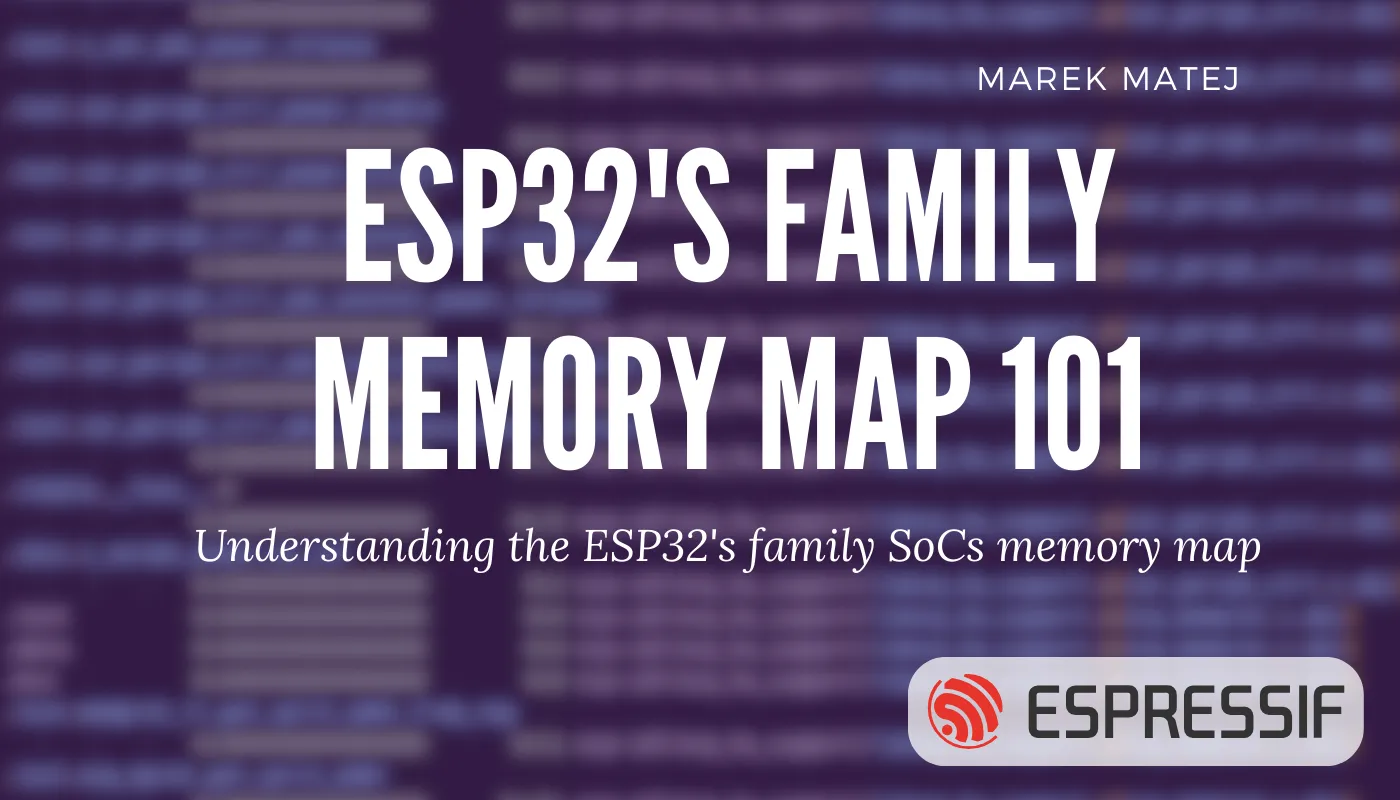 MAREK MATEJ
ESP32'S FAMILY
MEMORY MAP 101
Understanding the ESP32's family SoCs memory map
ESPRESSIF